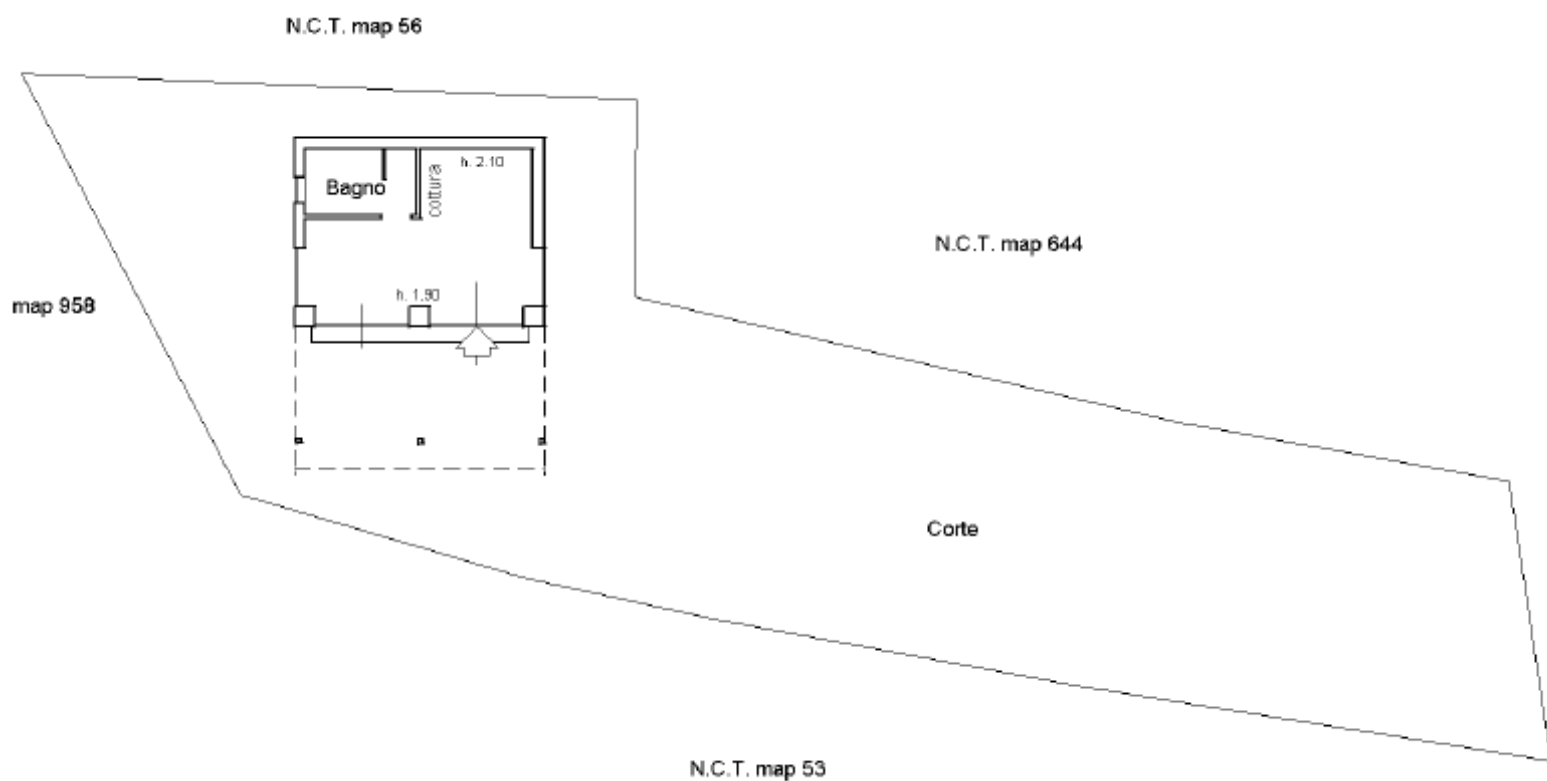 N.C.T. map 56
h. 2.10
Bagno
cottura
N.C.T. map 644
h. 1.90
map 958
Corte
N.C.T. map 53